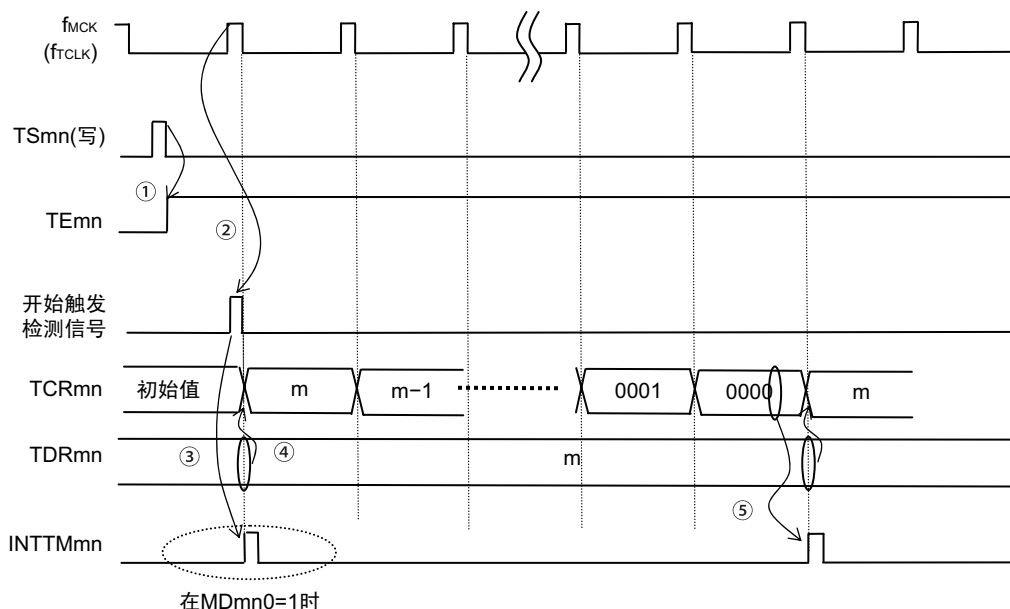 fMCK
(fTCLK)
TSmn(写)
①
TEmn
②
开始触发
检测信号
TCRmn 初始值 m m−1 0001 0000 m
TDRmn ③ ④ m
⑤
INTTMmn
在MDmn0=1时